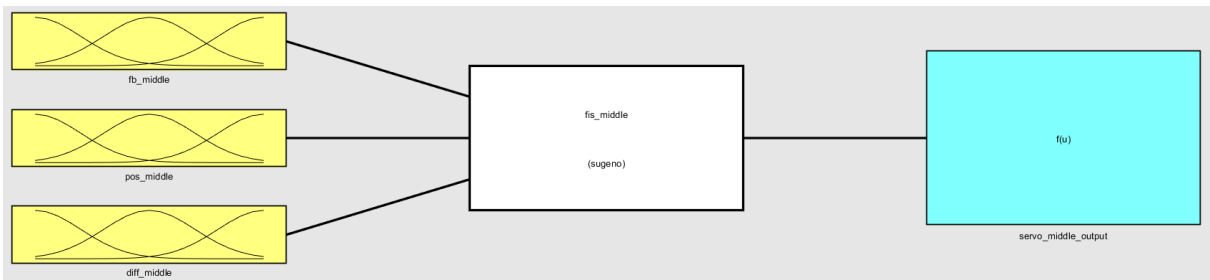 fb_middle
pos_middle
diff_middle
fis_middle
(sugeno)
f(u)
servo_middle_output